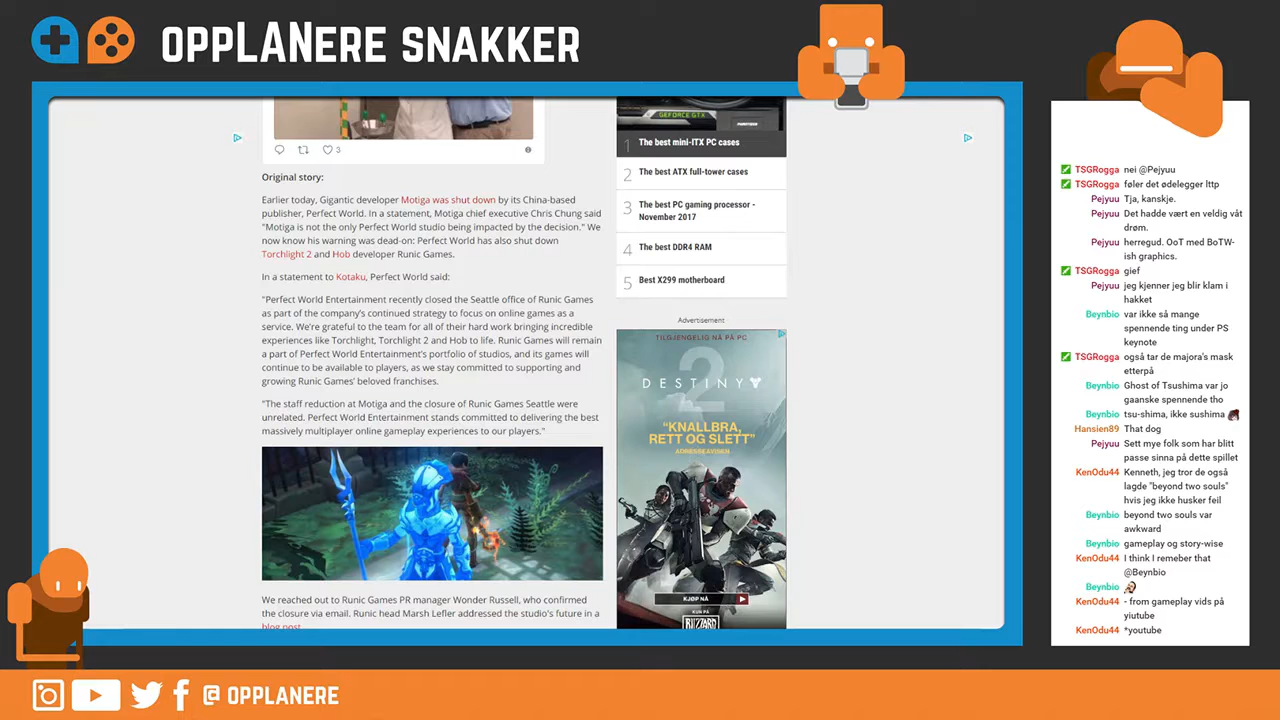 oppLANere snakker
3
Original story:
Earlier today, Gigantic developer Motiga was shut down by its China-based
publisher, Perfect World. In a statement, Motiga chief executive Chris Chung said
"Motiga is not the only Perfect World studio being impacted by the decision." We
now know his warning was dead-on: Perfect World has also shut down
Torchlight 2 and Hob developer Runic Games.
In a statement to Kotaku, Perfect World said:
"Perfect World Entertainment recently closed the Seattle office of Runic Games
as part of the company's continued strategy to focus on online games as a
service. We're grateful to the team for all of their hard work bringing incredible
experiences like Torchlight, Torchlight 2 and Hob to life. Runic Games will remain
a part of Perfect World Entertainment's portfolio of studios, and its games will
continue to be available to players, as we stay committed to supporting and
growing Runic Games' beloved franchises.
"The staff reduction at Motiga and the closure of Runic Games Seattle were
unrelated. Perfect World Entertainment stands committed to delivering the best
massively multiplayer online gameplay experiences to our players."
We reached out to Runic Games PR manager Wonder Russell, who confirmed
the closure via email. Runic head Marsh Lefler addressed the studio's future in a
blog post
GEFORCE GTX
1 The best mini-ITX PC cases
2 The best ATX full-tower cases
3 The best PC gaming processor -
November 2017
4 The best DDR4 RAM
5 Best X299 motherboard
Advertisement
TILGJENGELIG NÅ PÅ PC
2
DESTINY
"KNALLBRA,
RETT OG SLETT"
ADRESSEAVISEN
KJØP NÅ
KUN PÅ
BLIZZARD
TSGRogga nei @Pejyuu
TSGRogga føler det ødelegger lttp
Pejyuu Tja, kanskje.
Pejyuu Det hadde vært en veldig våt
drøm.
Pejyuu herregud. OoT med BoTW-
ish graphics.
TSGRogga gief
Pejyuu jeg kjenner jeg blir klam i
hakket
Beynbio var ikke så mange
spennende ting under PS
keynote
TSGRogga også tar de majora's mask
etterpå
Beynbio Ghost of Tsushima var jo
gaanske spennende tho
Beynbio tsu-shima, ikke sushima
Hansien89 That dog
Pejyuu Sett mye folk som har blitt
passe sinna på dette spillet
KenOdu44 Kenneth, jeg tror de også
lagde "beyond two souls"
hvis jeg ikke husker feil
Beynbio beyond two souls var
awkward
Beynbio gameplay og story-wise
KenOdu44 I think I remeber that
@Beynbio
Beynbio
KenOdu44 - from gameplay vids på
yiutube
KenOdu44 *youtube
@ oppLANere